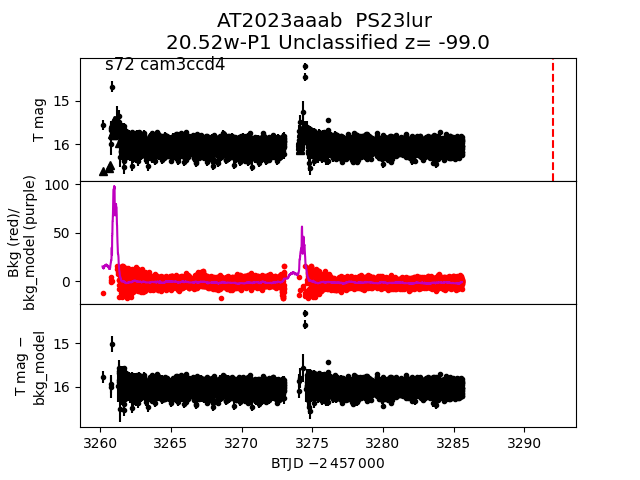 AT2023aaab  PS23lur
20.52w-P1 Unclassified z= -99.0
s72 cam3ccd4
T mag
15
16
Bkg (red)/
bkg_model (purple)
100
50
0
T mag −
bkg_model
15
16
3260 3265 3270 3275 3280 3285 3290
BTJD −2 457 000